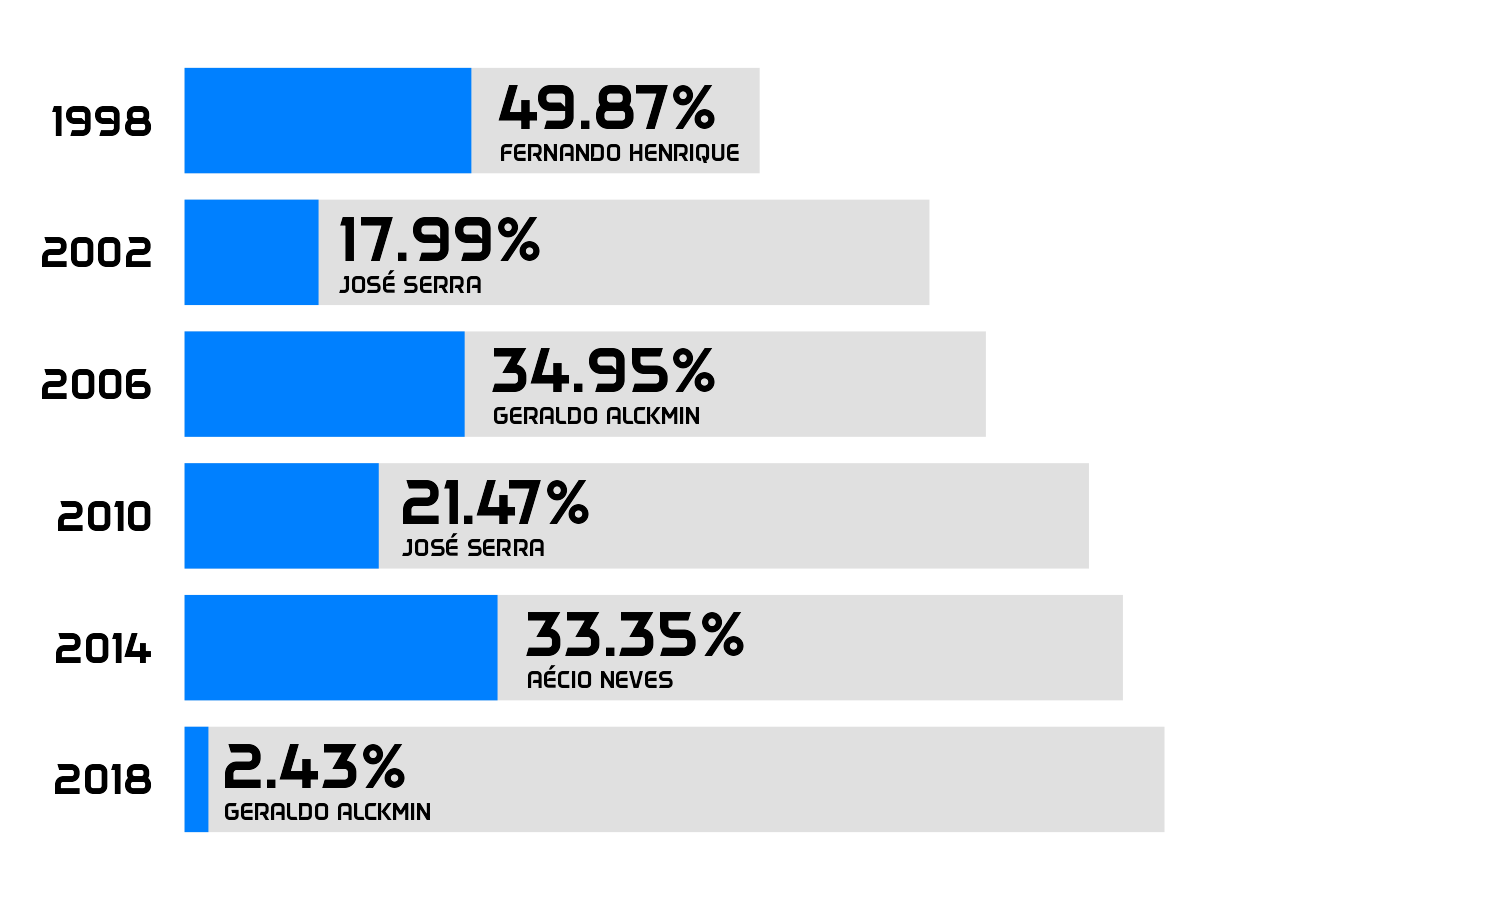 1998
49.87%
FERNANDO HENRIQUE
2002
17.99%
JOSÉ SERRA
2006
34.95%
GERALDO ALCKMIN
2010
21.47%
JOSÉ SERRA
2014
33.35%
AÉCIO NEVES
2018
2.43%
GERALDO ALCKMIN